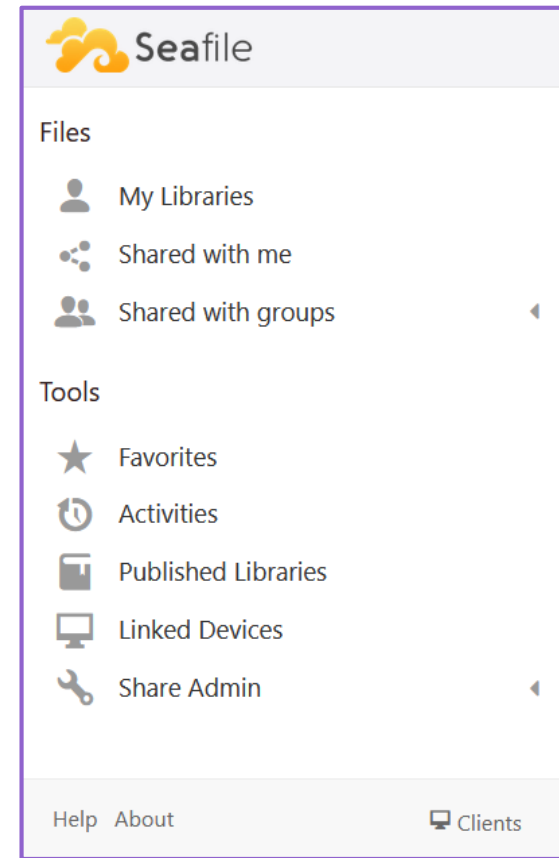 Seafile
Files
My Libraries
Shared with me
Shared with groups
Tools
Favorites
Activities
Published Libraries
Linked Devices
Share Admin
Help About Clients